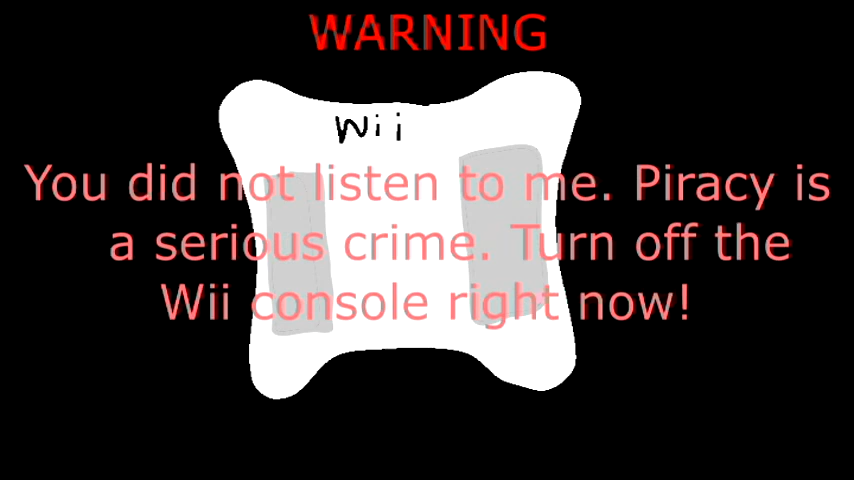 WARNING
Wii
You did not listen to me. Piracy is
a serious crime. Turn off the
Wii console right now!